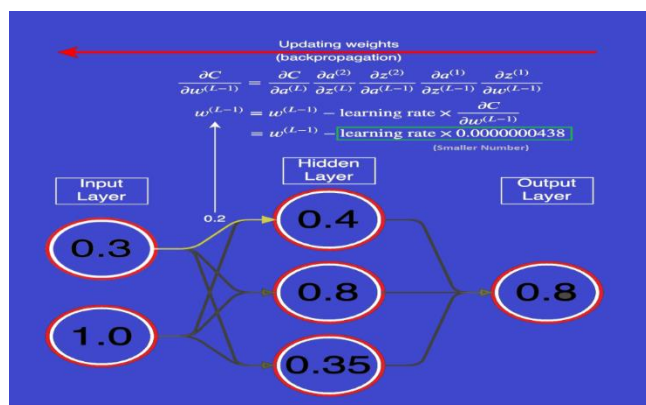 Updating weights
(backpropagation)
∂C/∂w^(L−1) = ∂C/∂a^(L) ∂a^(2)/∂z^(L) ∂z^(2)/∂a^(L−1) ∂a^(1)/∂z^(L−1) ∂z^(1)/∂w^(L−1)
w^(L−1) = w^(L−1) − learning rate × ∂C/∂w^(L−1)
= w^(L−1) − learning rate × 0.0000000438
(Smaller Number)
Input
Layer
Hidden
Layer
Output
Layer
0.2
0.3
1.0
0.4
0.8
0.35
0.8